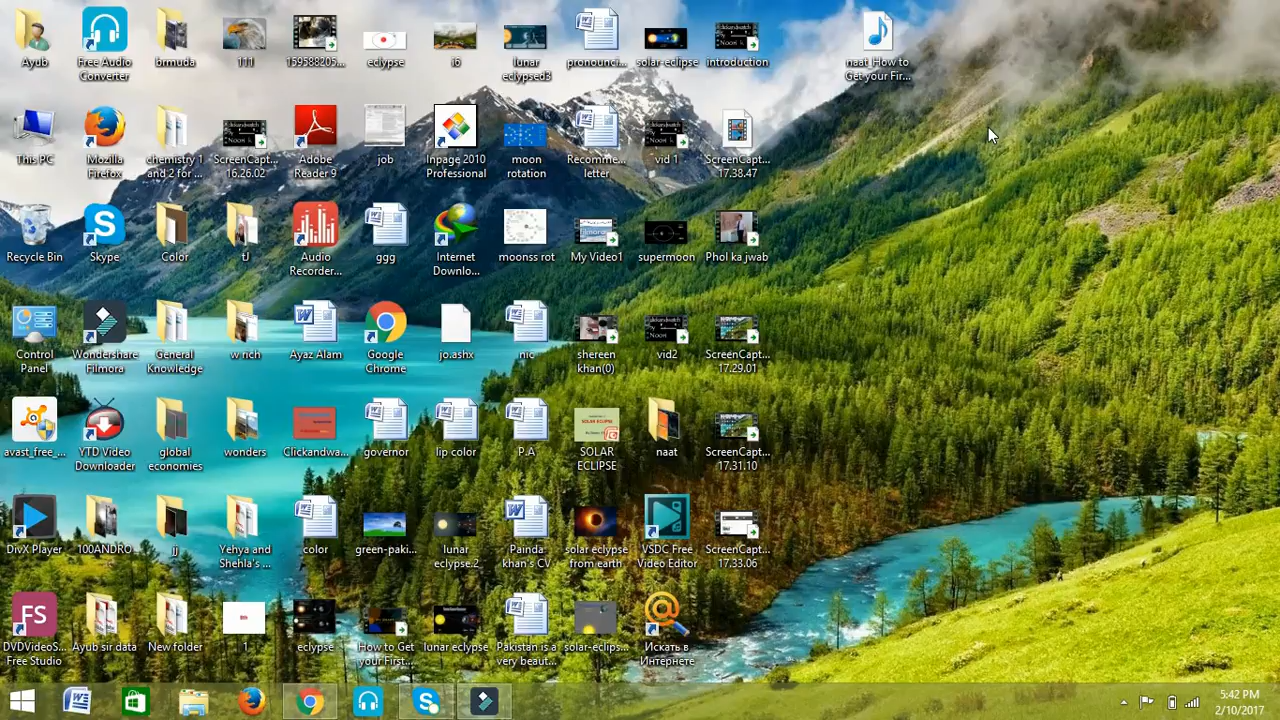 Ayub
Free Audio
Converter
brmuda
111
159588205...
eclypse
i6
lunar
eclypsed3
pronounci...
solar-eclipse
introduction
naat_How to
Get your Fir...
This PC
Mozilla
Firefox
chemistry 1
and 2 for ...
ScreenCapt...
16.26.02
Adobe
Reader 9
job
Inpage 2010
Professional
moon
rotation
Recomme...
letter
vid 1
ScreenCapt...
17.38.47
Recycle Bin
Skype
Color
U
Audio
Recorder...
ggg
Internet
Downlo...
moonss rot
My Video1
supermoon
Phol ka jwab
Control
Panel
Wondershare
Filmora
General
Knowledge
w rich
Ayaz Alam
Google
Chrome
jo.ashx
nic
shereen
khan(0)
vid2
ScreenCapt...
17.29.01
avast_free_...
YTD Video
Downloader
global
economies
wonders
Clickandwa...
governor
lip color
P.A
SOLAR ECLIPSE
SOLAR
ECLIPSE
naat
ScreenCapt...
17.31.10
DivX Player
100ANDRO
jj
Yehya and
Shehla's ...
color
green-paki...
lunar
eclypse.2
Painda
khan's CV
solar eclypse
from earth
VSDC Free
Video Editor
ScreenCapt...
17.33.06
FS
DVDVideoS...
Free Studio
Ayub sir data
New folder
1
eclypse
How to Get
your First...
lunar eclypse
Pakistan is a
very beaut...
solar-eclips...
Искать в
Интернете
5:42 PM
2/10/2017